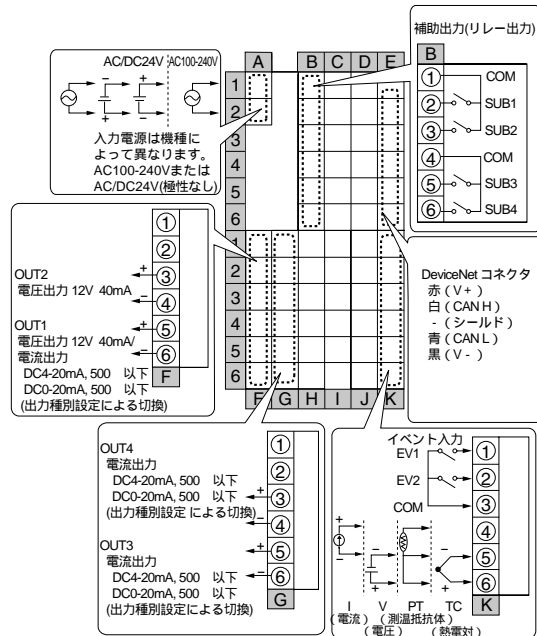 AC/DC24V AC100-240V
入力電源は機種に
よって異なります。
AC100-240Vまたは
AC/DC24V(極性なし)
A B C D E
1
2
3
4
5
6
1
2
3
4
5
6
F G H I J K
補助出力(リレー出力)
B
① COM
② SUB1
③ SUB2
④ COM
⑤ SUB3
⑥ SUB4
DeviceNet コネクタ
赤(V+)
白(CAN H)
-(シールド)
青(CAN L)
黒(V-)
①
②
OUT2 + ③
電圧出力 12V 40mA - ④
OUT1 + ⑤
電圧出力 12V 40mA/ - ⑥
電流出力
DC4-20mA, 500 以下 F
DC0-20mA, 500 以下
(出力種別設定による切換)
OUT4 ①
電流出力 ②
DC4-20mA, 500 以下
DC0-20mA, 500 以下 + ③
(出力種別設定 による切換) - ④
OUT3 + ⑤
電流出力
DC4-20mA, 500 以下 - ⑥
DC0-20mA, 500 以下 G
(出力種別設定による切換)
イベント入力
EV1 ①
EV2 ②
COM ③
④
⑤
⑥
I V PT TC K
(電流) (測温抵抗体)
(電圧) (熱電対)